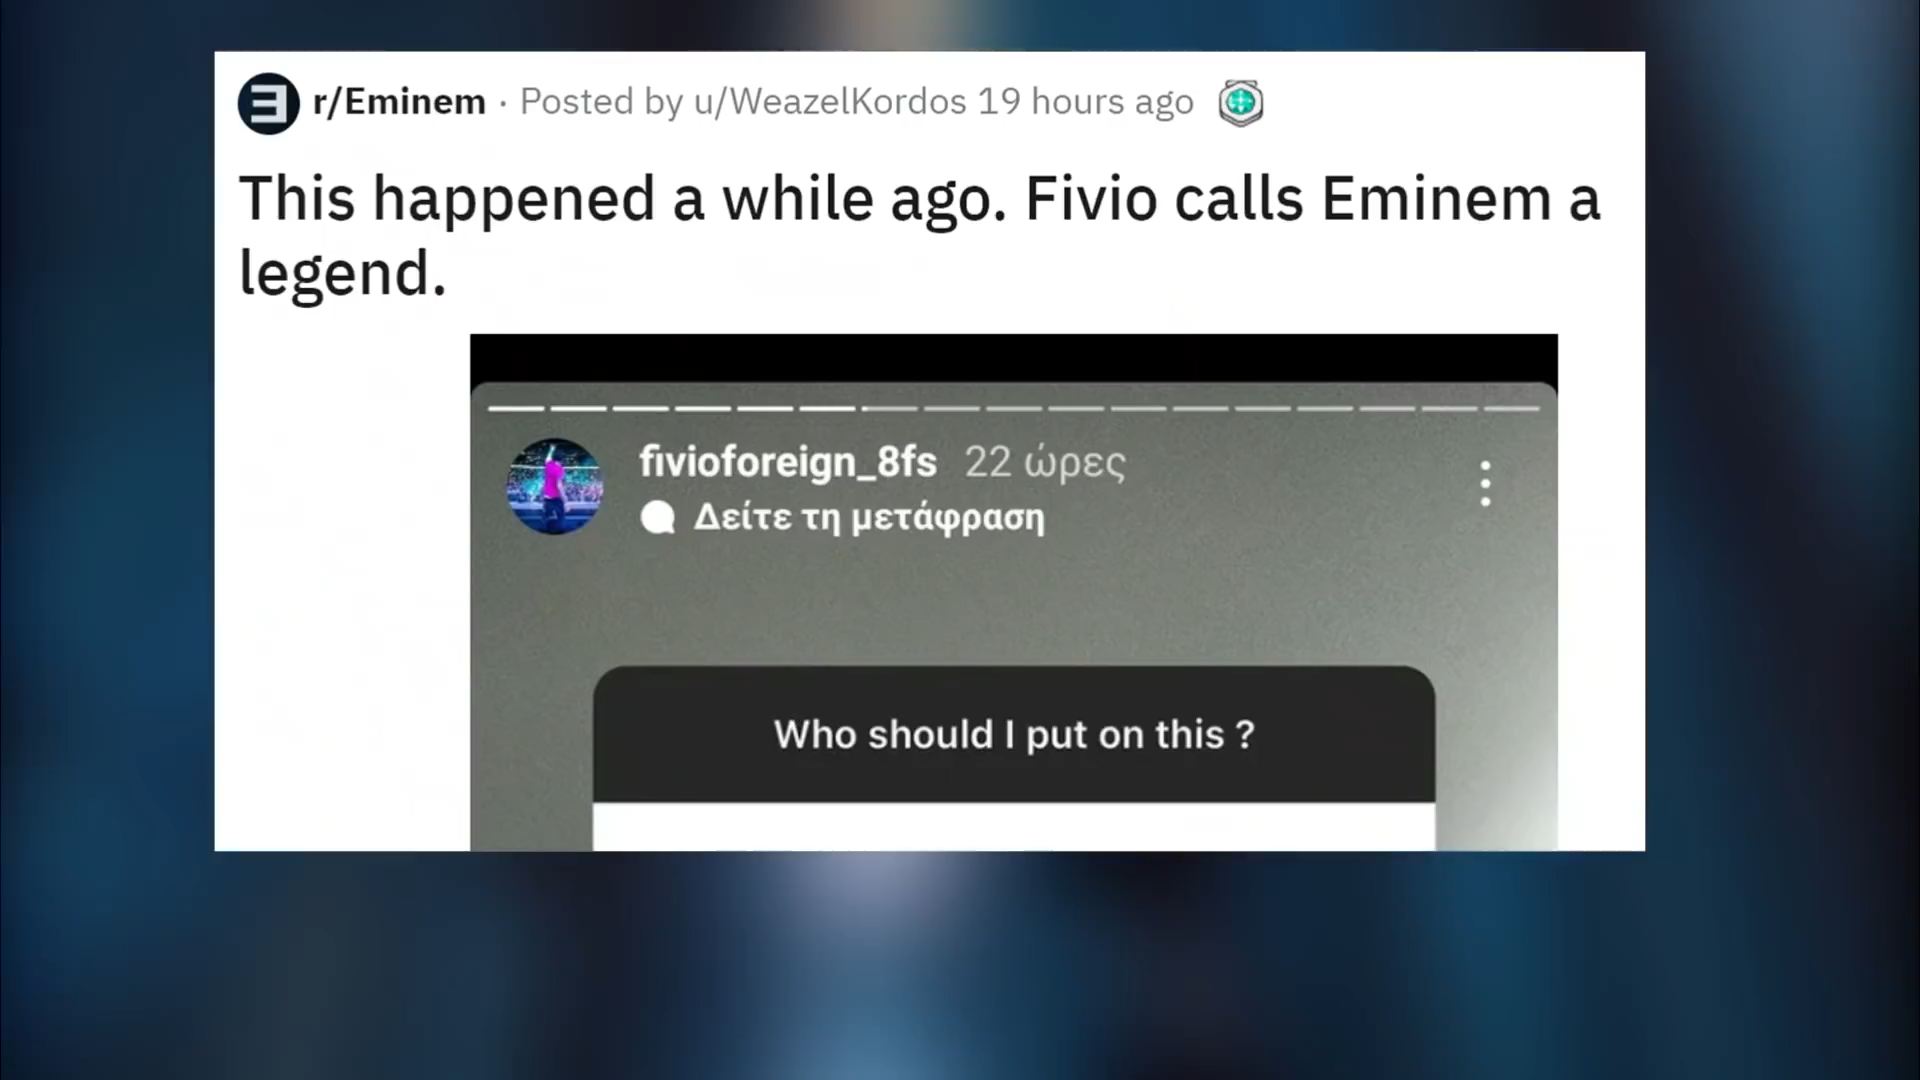 r/Eminem · Posted by u/WeazelKordos 19 hours ago
This happened a while ago. Fivio calls Eminem a
legend.
fivioforeign_8fs 22 ώρες
Δείτε τη μετάφραση
Who should I put on this ?